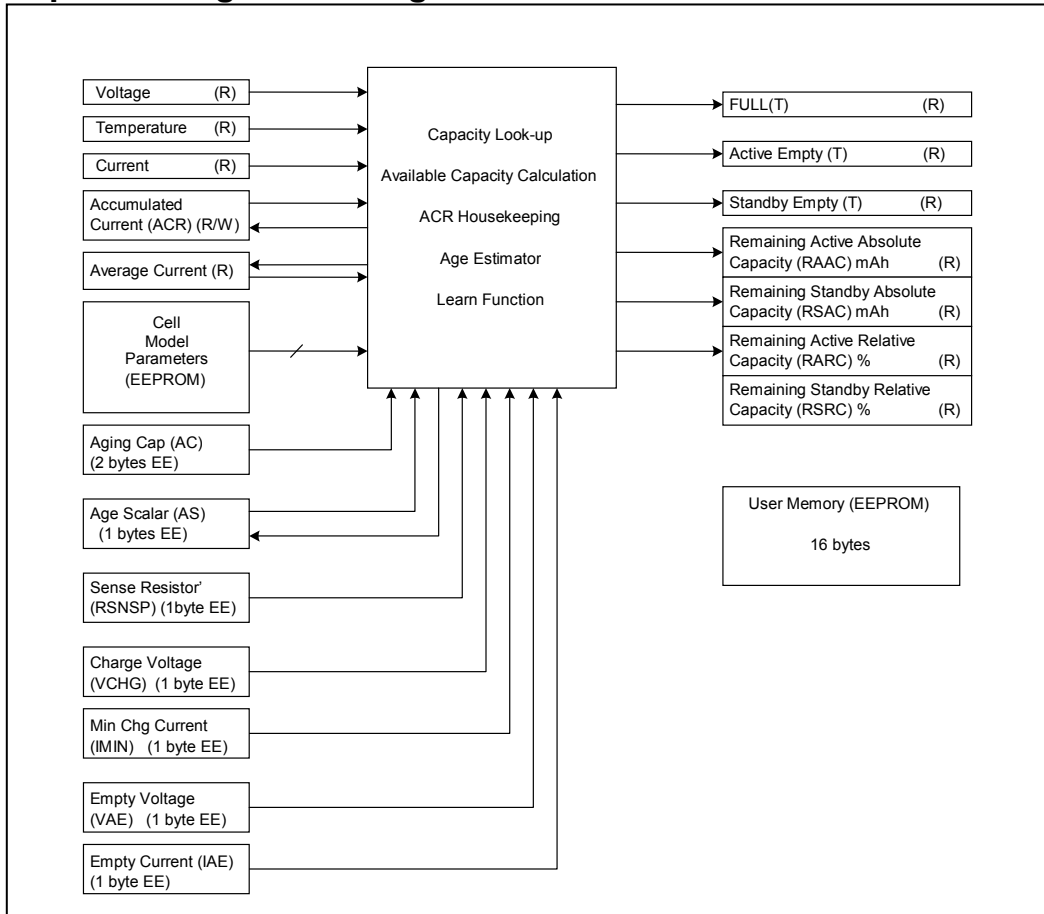 Voltage (R)
Temperature (R)
Current (R)
Accumulated
Current (ACR) (R/W)
Average Current (R)
Cell
Model
Parameters
(EEPROM)
Aging Cap (AC)
(2 bytes EE)
Age Scalar (AS)
(1 bytes EE)
Sense Resistor'
(RSNSP) (1byte EE)
Charge Voltage
(VCHG) (1 byte EE)
Min Chg Current
(IMIN) (1 byte EE)
Empty Voltage
(VAE) (1 byte EE)
Empty Current (IAE)
(1 byte EE)
Capacity Look-up
Available Capacity Calculation
ACR Housekeeping
Age Estimator
Learn Function
FULL(T) (R)
Active Empty (T) (R)
Standby Empty (T) (R)
Remaining Active Absolute
Capacity (RAAC) mAh (R)
Remaining Standby Absolute
Capacity (RSAC) mAh (R)
Remaining Active Relative
Capacity (RARC) % (R)
Remaining Standby Relative
Capacity (RSRC) % (R)
User Memory (EEPROM)
16 bytes